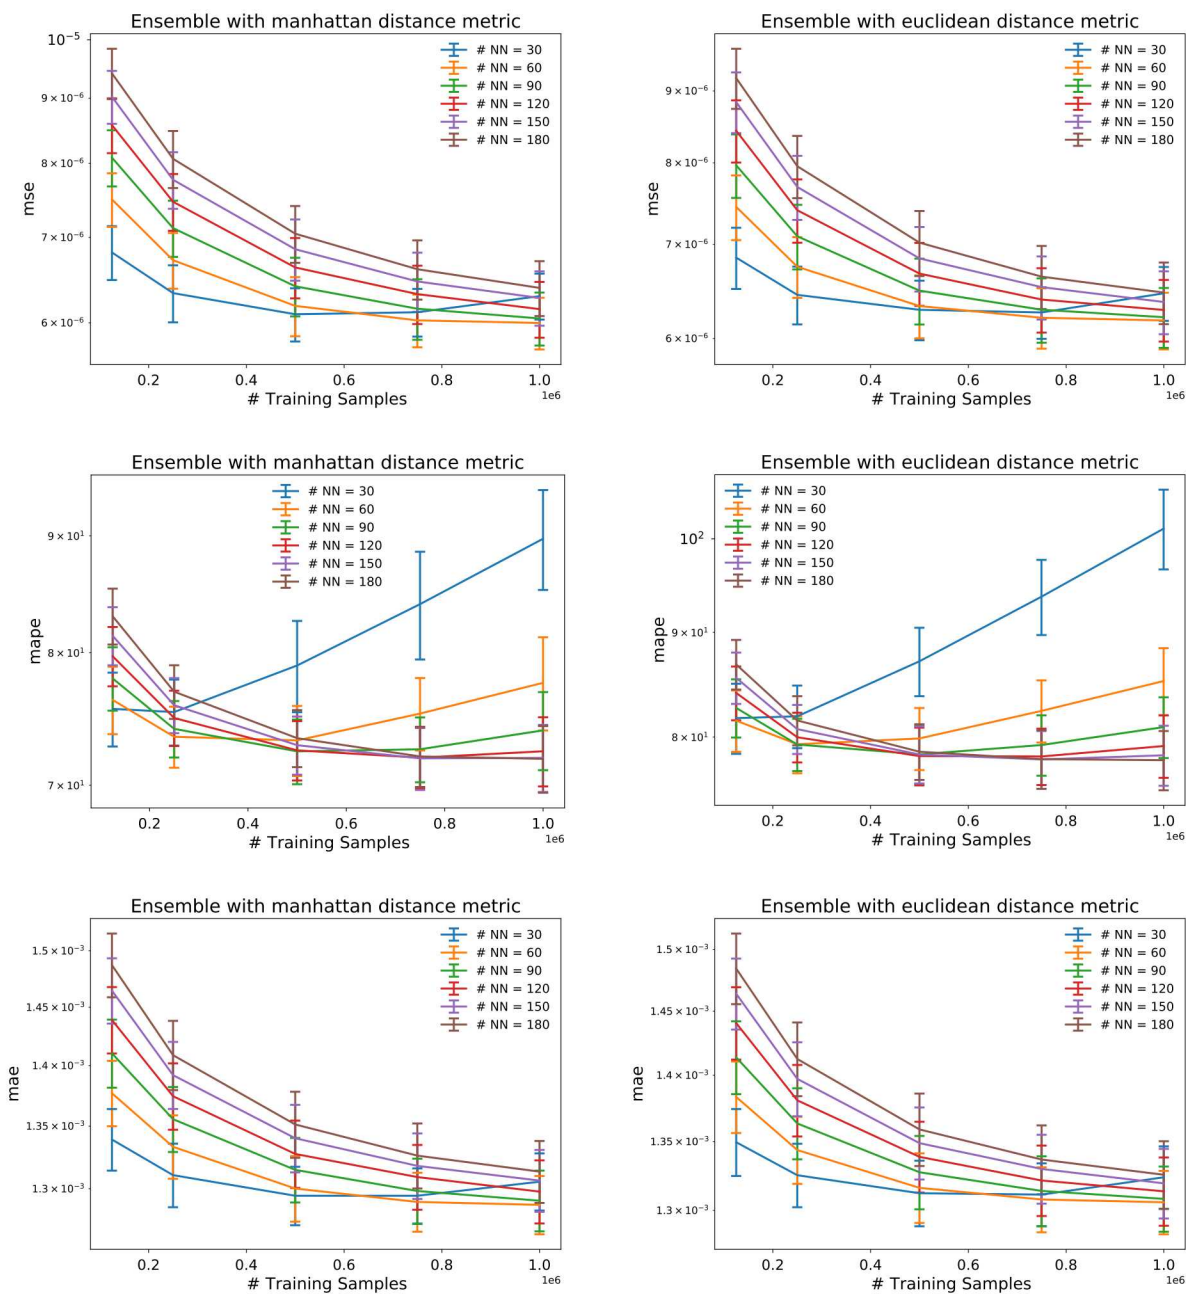 Ensemble with manhattan distance metric
10⁻⁵
9 × 10⁻⁶
8 × 10⁻⁶
7 × 10⁻⁶
6 × 10⁻⁶
mse
# NN = 30
# NN = 60
# NN = 90
# NN = 120
# NN = 150
# NN = 180
0.2 0.4 0.6 0.8 1.0
1e6
# Training Samples
Ensemble with euclidean distance metric
9 × 10⁻⁶
8 × 10⁻⁶
7 × 10⁻⁶
6 × 10⁻⁶
mse
# NN = 30
# NN = 60
# NN = 90
# NN = 120
# NN = 150
# NN = 180
0.2 0.4 0.6 0.8 1.0
1e6
# Training Samples
Ensemble with manhattan distance metric
9 × 10¹
8 × 10¹
7 × 10¹
mape
# NN = 30
# NN = 60
# NN = 90
# NN = 120
# NN = 150
# NN = 180
0.2 0.4 0.6 0.8 1.0
1e6
# Training Samples
Ensemble with euclidean distance metric
10²
9 × 10¹
8 × 10¹
mape
# NN = 30
# NN = 60
# NN = 90
# NN = 120
# NN = 150
# NN = 180
0.2 0.4 0.6 0.8 1.0
1e6
# Training Samples
Ensemble with manhattan distance metric
1.5 × 10⁻³
1.45 × 10⁻³
1.4 × 10⁻³
1.35 × 10⁻³
1.3 × 10⁻³
mae
# NN = 30
# NN = 60
# NN = 90
# NN = 120
# NN = 150
# NN = 180
0.2 0.4 0.6 0.8 1.0
1e6
# Training Samples
Ensemble with euclidean distance metric
1.5 × 10⁻³
1.45 × 10⁻³
1.4 × 10⁻³
1.35 × 10⁻³
1.3 × 10⁻³
mae
# NN = 30
# NN = 60
# NN = 90
# NN = 120
# NN = 150
# NN = 180
0.2 0.4 0.6 0.8 1.0
1e6
# Training Samples